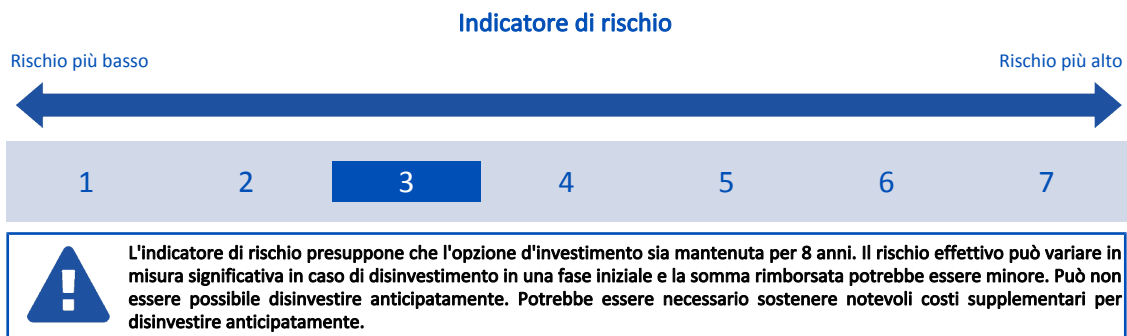 Indicatore di rischio
Rischio più basso
Rischio più alto
1 2 3 4 5 6 7
L'indicatore di rischio presuppone che l'opzione d'investimento sia mantenuta per 8 anni. Il rischio effettivo può variare in
misura significativa in caso di disinvestimento in una fase iniziale e la somma rimborsata potrebbe essere minore. Può non
essere possibile disinvestire anticipatamente. Potrebbe essere necessario sostenere notevoli costi supplementari per
disinvestire anticipatamente.